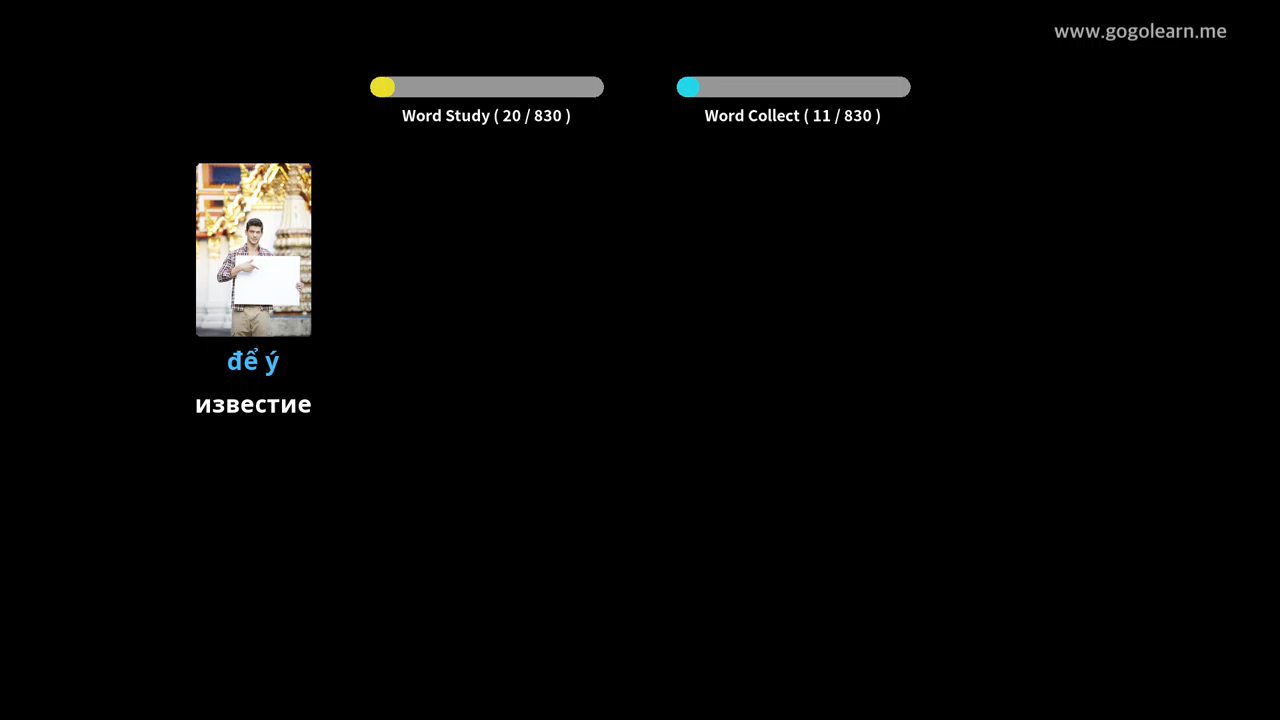 www.gogolearn.me
Word Study ( 20 / 830 )
Word Collect ( 11 / 830 )
để ý
известие